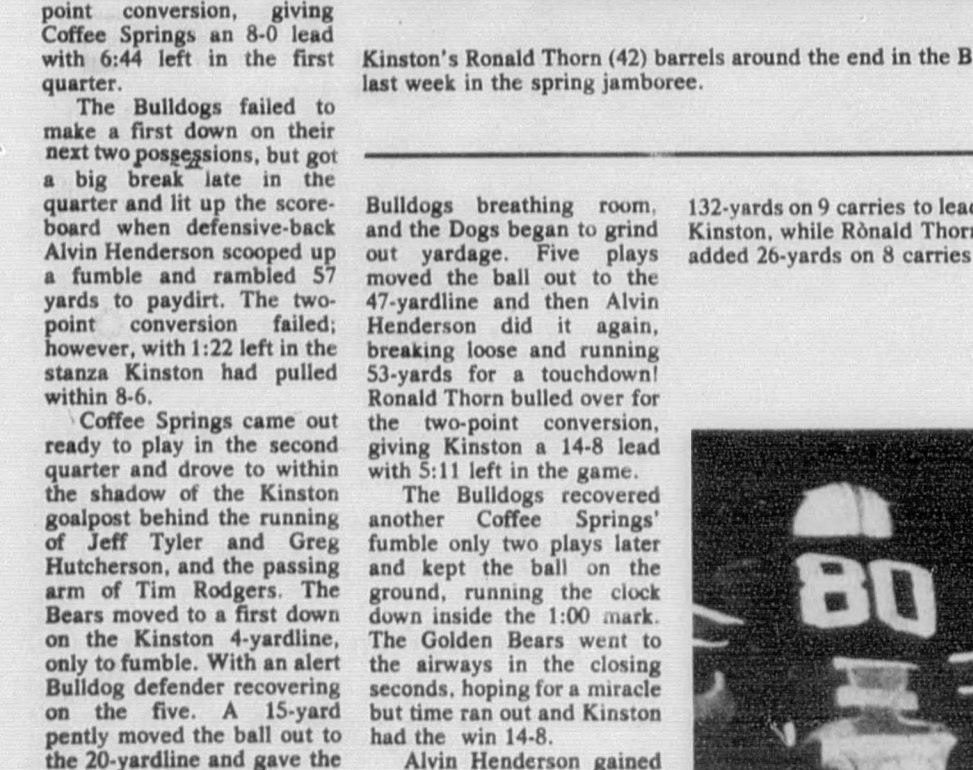 point conversion, giving
Coffee Springs an 8-0 lead
with 6:44 left in the first
quarter.
The Bulldogs failed to
make a first down on their
next two possessions, but got
a big break late in the
quarter and lit up the score-
board when defensive-back
Alvin Henderson scooped up
a fumble and rambled 57
yards to paydirt. The two-
point conversion failed;
however, with 1:22 left in the
stanza Kinston had pulled
within 8-6.
Coffee Springs came out
ready to play in the second
quarter and drove to within
the shadow of the Kinston
goalpost behind the running
of Jeff Tyler and Greg
Hutcherson, and the passing
arm of Tim Rodgers. The
Bears moved to a first down
on the Kinston 4-yardline,
only to fumble. With an alert
Bulldog defender recovering
on the five. A 15-yard
pently moved the ball out to
the 20-yardline and gave the
Kinston's Ronald Thorn (42) barrels around the end in the B
last week in the spring jamboree.
Bulldogs breathing room,
and the Dogs began to grind
out yardage. Five plays
moved the ball out to the
47-yardline and then Alvin
Henderson did it again,
breaking loose and running
53-yards for a touchdown!
Ronald Thorn bulled over for
the two-point conversion,
giving Kinston a 14-8 lead
with 5:11 left in the game.
The Bulldogs recovered
another Coffee Springs'
fumble only two plays later
and kept the ball on the
ground, running the clock
down inside the 1:00 mark.
The Golden Bears went to
the airways in the closing
seconds, hoping for a miracle
but time ran out and Kinston
had the win 14-8.
Alvin Henderson gained
132-yards on 9 carries to lead
Kinston, while Rònald Thorn
added 26-yards on 8 carries
80